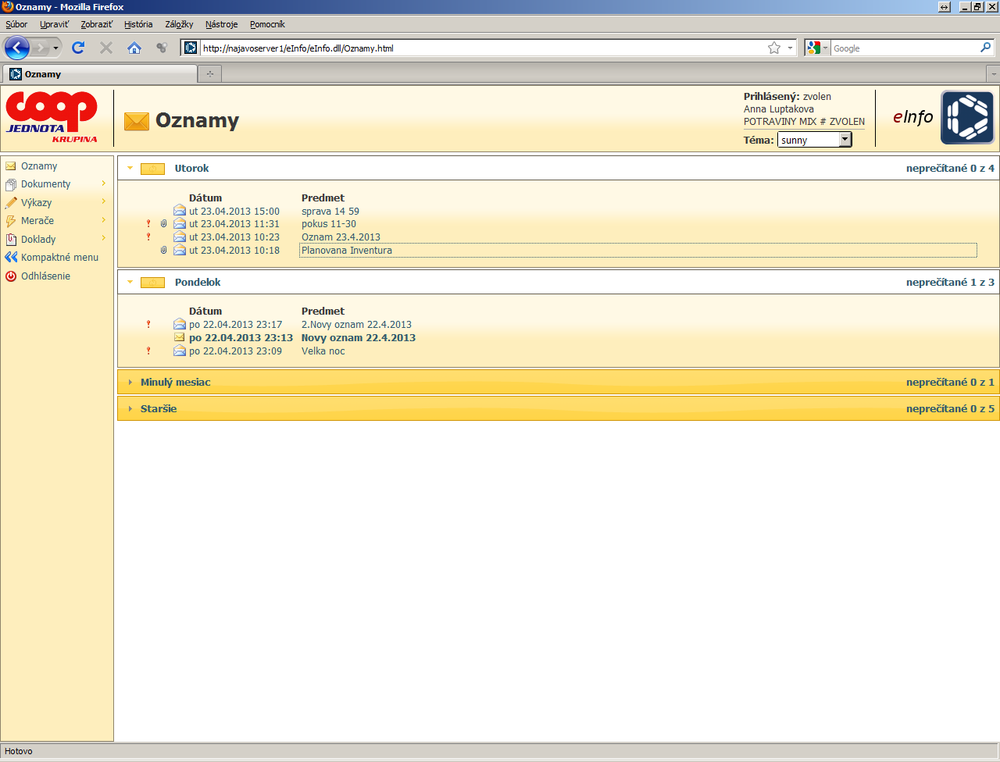 Oznamy - Mozilla Firefox
Súbor Upraviť Zobraziť História Záložky Nástroje Pomocník
http://najavoserver1/eInfo/eInfo.dll/Oznamy.html Google
Oznamy
coop
JEDNOTA
KRUPINA
Oznamy
Prihlásený: zvolen
Anna Luptakova
POTRAVINY MIX # ZVOLEN
Téma: sunny
eInfo
Oznamy
Dokumenty
Výkazy
Merače
Doklady
Kompaktné menu
Odhlásenie
Utorok neprečítané 0 z 4
Dátum Predmet
ut 23.04.2013 15:00 sprava 14 59
ut 23.04.2013 11:31 pokus 11-30
ut 23.04.2013 10:23 Oznam 23.4.2013
ut 23.04.2013 10:18 Planovana Inventura
Pondelok neprečítané 1 z 3
Dátum Predmet
po 22.04.2013 23:17 2.Novy oznam 22.4.2013
po 22.04.2013 23:13 Novy oznam 22.4.2013
po 22.04.2013 23:09 Velka noc
Minulý mesiac neprečítané 0 z 1
Staršie neprečítané 0 z 5
Hotovo